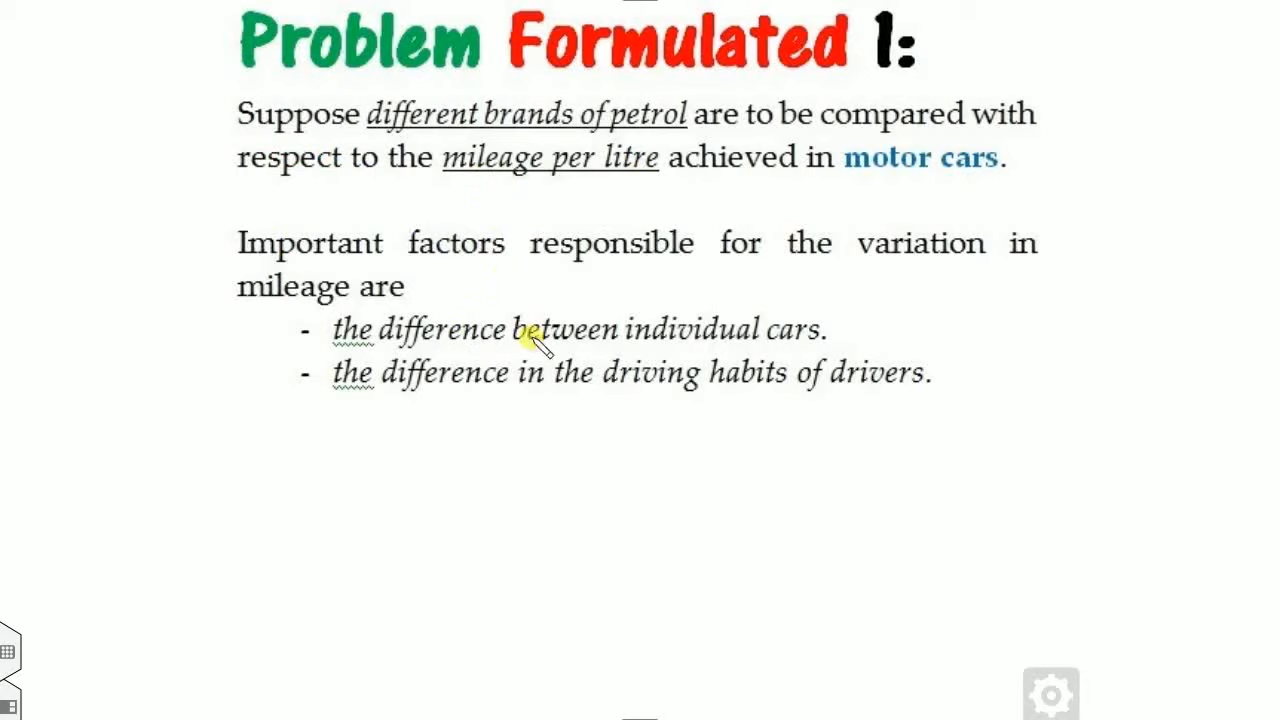 Problem Formulated 1:
Suppose different brands of petrol are to be compared with
respect to the mileage per litre achieved in motor cars.
Important factors responsible for the variation in
mileage are
- the difference between individual cars.
- the difference in the driving habits of drivers.